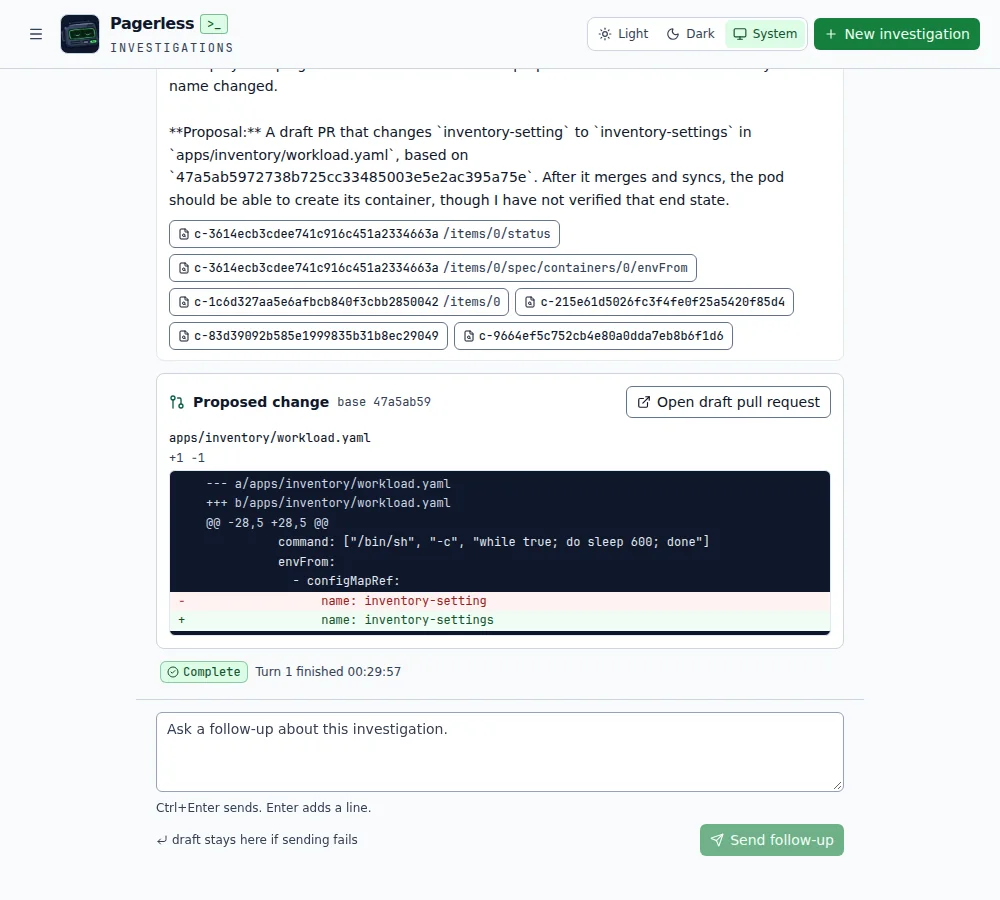 Pagerless >_
INVESTIGATIONS
Light Dark System
+ New investigation
name changed.
**Proposal:** A draft PR that changes `inventory-setting` to `inventory-settings` in
`apps/inventory/workload.yaml`, based on
`47a5ab5972738b725cc33485003e5e2ac395a75e`. After it merges and syncs, the pod
should be able to create its container, though I have not verified that end state.
c-3614ecb3cdee741c916c451a2334663a /items/0/status
c-3614ecb3cdee741c916c451a2334663a /items/0/spec/containers/0/envFrom
c-1c6d327aa5e6afbcb840f3cbb2850042 /items/0 c-215e61d5026fc3f4fe0f25a5420f85d4
c-83d39092b585e1999835b31b8ec29049 c-9664ef5c752cb4e80a0dda7eb8b6f1d6
Proposed change base 47a5ab59 Open draft pull request
apps/inventory/workload.yaml
+1 -1
--- a/apps/inventory/workload.yaml
+++ b/apps/inventory/workload.yaml
@@ -28,5 +28,5 @@
command: ["/bin/sh", "-c", "while true; do sleep 600; done"]
envFrom:
- configMapRef:
- name: inventory-setting
+ name: inventory-settings
Complete Turn 1 finished 00:29:57
Ask a follow-up about this investigation.
Ctrl+Enter sends. Enter adds a line.
draft stays here if sending fails
Send follow-up